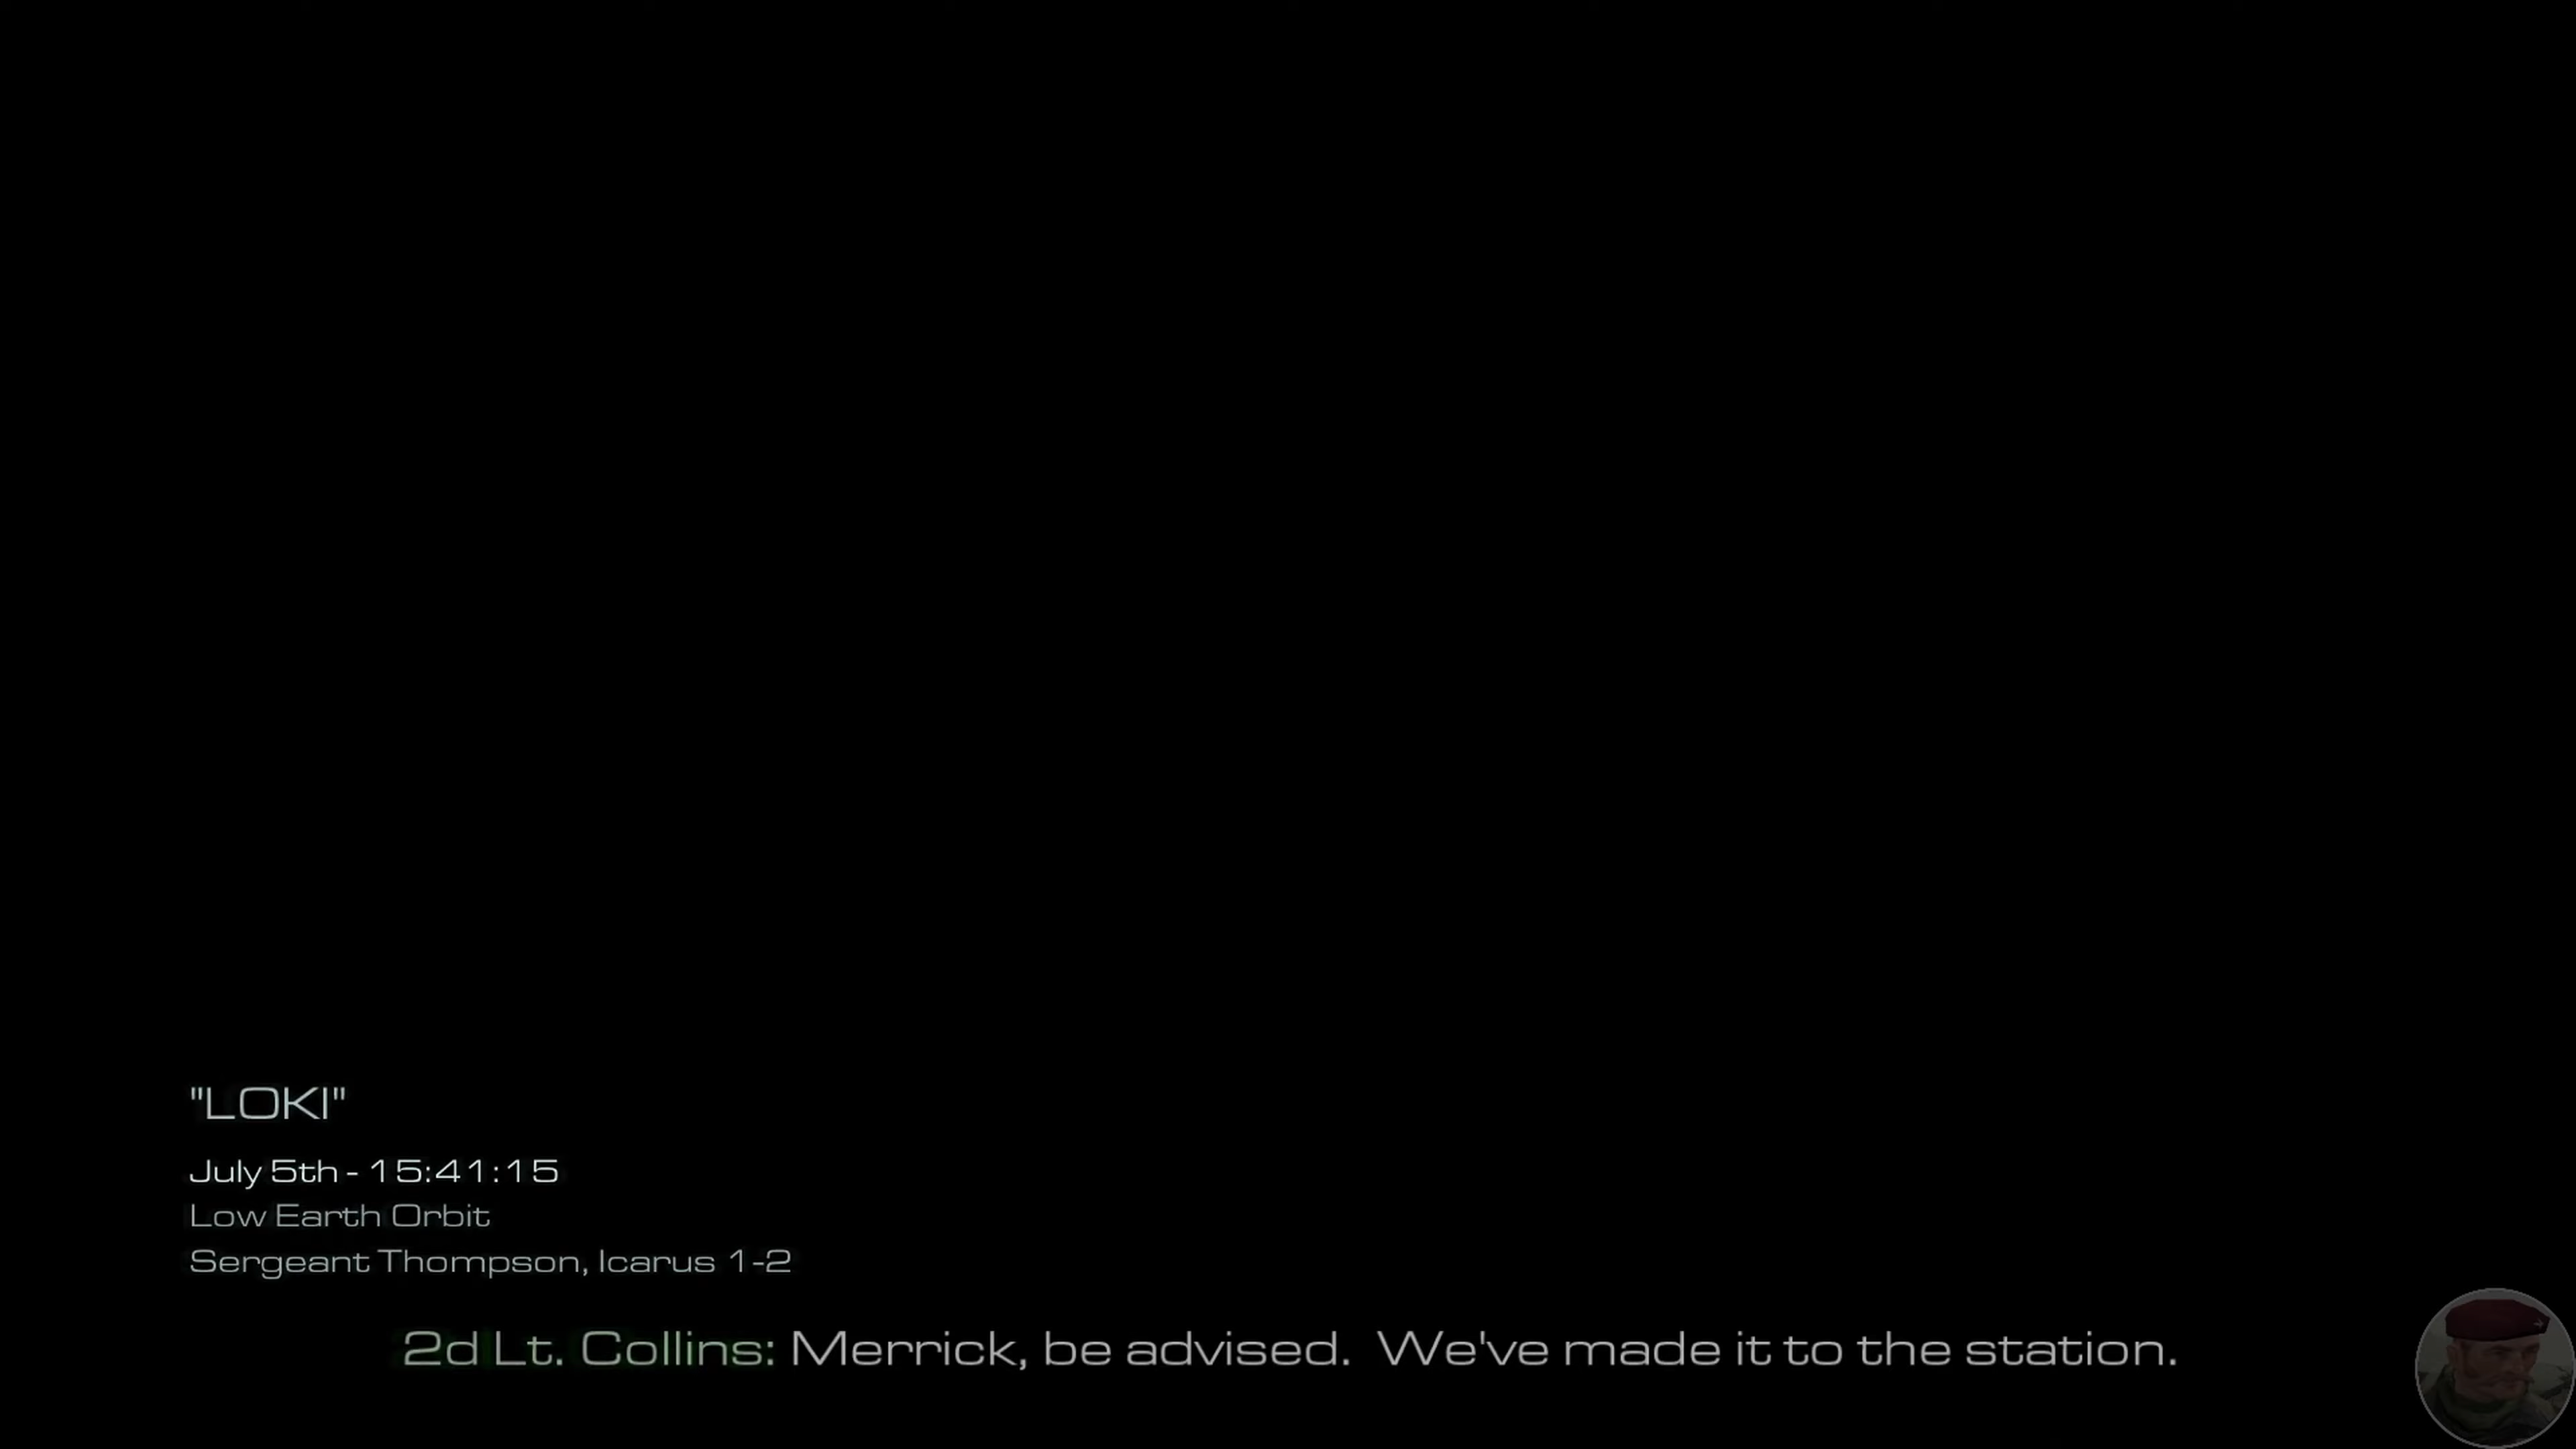 "LOKI"
July 5th - 15:41:15
Low Earth Orbit
Sergeant Thompson, Icarus 1-2
2d Lt. Collins: Merrick, be advised.  We've made it to the station.